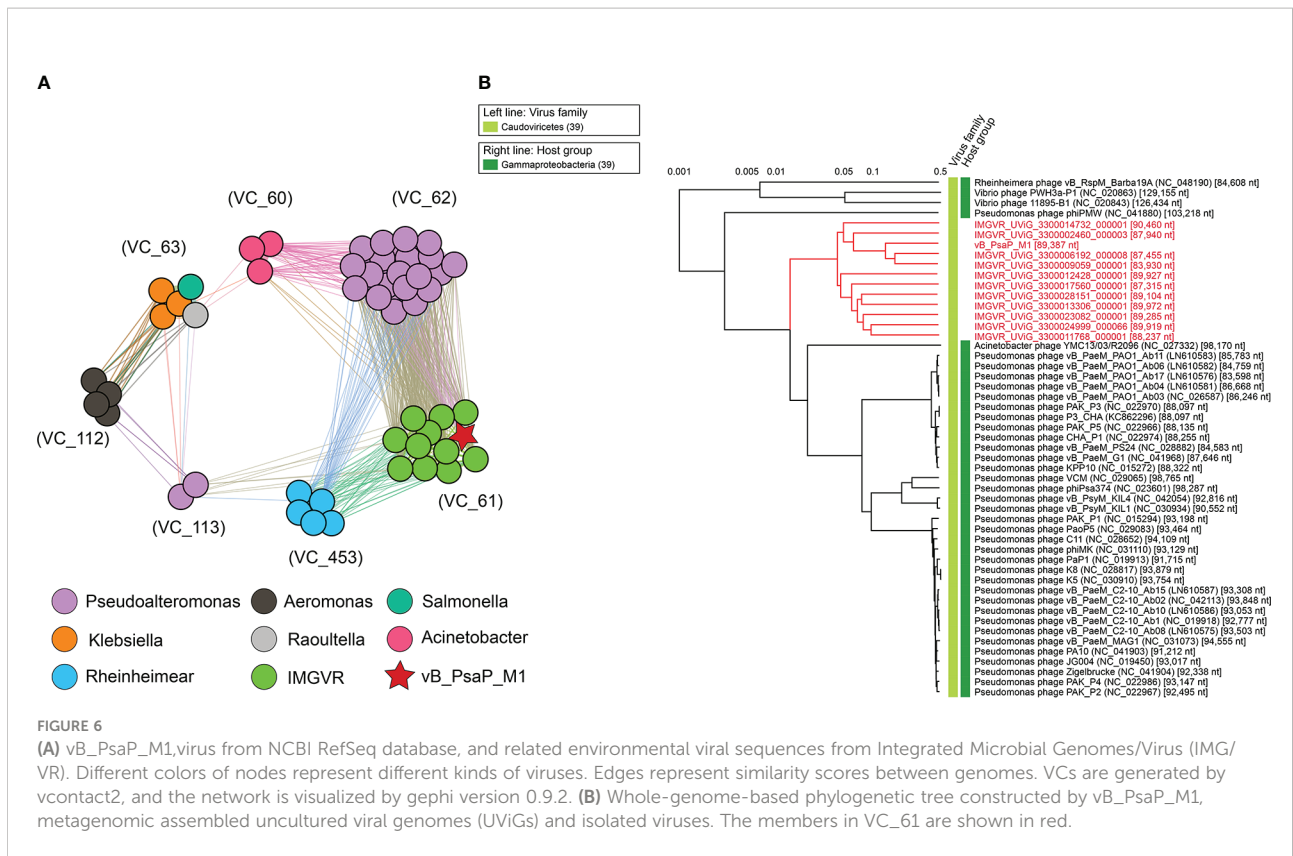 A
B
Left line: Virus family
Caudoviricetes (39)
Right line: Host group
Gammaproteobacteria (39)
Virus family
Host group
0.001
0.005
0.01
0.05
0.1
0.5
(VC_60)
(VC_62)
(VC_63)
(VC_112)
(VC_113)
(VC_453)
(VC_61)
Pseudoalteromonas
Aeromonas
Salmonella
Klebsiella
Raoultella
Acinetobacter
Rheinheimear
IMGVR
vB_PsaP_M1
Rheinheimera phage vB_RspM_Barba19A (NC_048190) [84,608 nt]
Vibrio phage PWH3a-P1 (NC_020863) [129,155 nt]
Vibrio phage 11895-B1 (NC_020843) [126,434 nt]
Pseudomonas phage phiPMW (NC_041880) [103,218 nt]
IMGVR_UViG_3300014732_000001 [90,460 nt]
IMGVR_UViG_3300002460_000003 [87,940 nt]
vB_PsaP_M1 [89,387 nt]
IMGVR_UViG_3300006192_000008 [87,455 nt]
IMGVR_UViG_3300009059_000001 [83,930 nt]
IMGVR_UViG_3300012428_000001 [89,927 nt]
IMGVR_UViG_3300017560_000001 [87,315 nt]
IMGVR_UViG_3300028151_000001 [89,104 nt]
IMGVR_UViG_3300013306_000001 [89,972 nt]
IMGVR_UViG_3300023082_000001 [89,285 nt]
IMGVR_UViG_3300024999_000066 [89,919 nt]
IMGVR_UViG_3300011768_000001 [88,237 nt]
Acinetobacter phage YMC13/03/R2096 (NC_027332) [98,170 nt]
Pseudomonas phage vB_PaeM_PAO1_Ab11 (LN610583) [85,783 nt]
Pseudomonas phage vB_PaeM_PAO1_Ab06 (LN610582) [84,759 nt]
Pseudomonas phage vB_PaeM_PAO1_Ab17 (LN610576) [83,598 nt]
Pseudomonas phage vB_PaeM_PAO1_Ab04 (LN610581) [86,668 nt]
Pseudomonas phage vB_PaeM_PAO1_Ab03 (NC_026587) [86,246 nt]
Pseudomonas phage PAK_P3 (NC_022970) [88,097 nt]
Pseudomonas phage P3_CHA (KC862296) [88,097 nt]
Pseudomonas phage PAK_P5 (NC_022966) [88,135 nt]
Pseudomonas phage CHA_P1 (NC_022974) [88,255 nt]
Pseudomonas phage vB_PaeM_PS24 (NC_028882) [84,583 nt]
Pseudomonas phage vB_PaeM_G1 (NC_041968) [87,646 nt]
Pseudomonas phage KPP10 (NC_015272) [88,322 nt]
Pseudomonas phage VCM (NC_029065) [98,765 nt]
Pseudomonas phage phiPsa374 (NC_023601) [98,287 nt]
Pseudomonas phage vB_PsyM_KIL4 (NC_042054) [92,816 nt]
Pseudomonas phage vB_PsyM_KIL1 (NC_030934) [90,552 nt]
Pseudomonas phage PAK_P1 (NC_015294) [93,198 nt]
Pseudomonas phage PaoP5 (NC_029083) [93,464 nt]
Pseudomonas phage C11 (NC_028652) [94,109 nt]
Pseudomonas phage phiMK (NC_031110) [93,129 nt]
Pseudomonas phage PaP1 (NC_019913) [91,715 nt]
Pseudomonas phage K8 (NC_028817) [93,879 nt]
Pseudomonas phage K5 (NC_030910) [93,754 nt]
Pseudomonas phage vB_PaeM_C2-10_Ab15 (LN610587) [93,308 nt]
Pseudomonas phage vB_PaeM_C2-10_Ab02 (NC_042113) [93,848 nt]
Pseudomonas phage vB_PaeM_C2-10_Ab10 (LN610586) [93,053 nt]
Pseudomonas phage vB_PaeM_C2-10_Ab1 (NC_019918) [92,777 nt]
Pseudomonas phage vB_PaeM_C2-10_Ab08 (LN610575) [93,503 nt]
Pseudomonas phage vB_PaeM_MAG1 (NC_031073) [94,555 nt]
Pseudomonas phage PA10 (NC_041903) [91,212 nt]
Pseudomonas phage JG004 (NC_019450) [93,017 nt]
Pseudomonas phage Zigelbrucke (NC_041904) [92,338 nt]
Pseudomonas phage PAK_P4 (NC_022986) [93,147 nt]
Pseudomonas phage PAK_P2 (NC_022967) [92,495 nt]
FIGURE 6
(A) vB_PsaP_M1,virus from NCBI RefSeq database, and related environmental viral sequences from Integrated Microbial Genomes/Virus (IMG/
VR). Different colors of nodes represent different kinds of viruses. Edges represent similarity scores between genomes. VCs are generated by
vcontact2, and the network is visualized by gephi version 0.9.2. (B) Whole-genome-based phylogenetic tree constructed by vB_PsaP_M1,
metagenomic assembled uncultured viral genomes (UViGs) and isolated viruses. The members in VC_61 are shown in red.